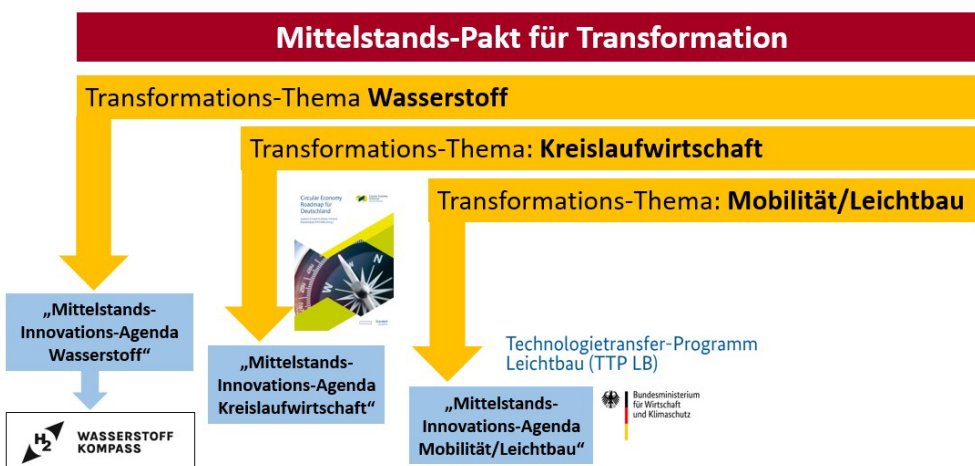 Mittelstands-Pakt für Transformation
Transformations-Thema Wasserstoff
Transformations-Thema: Kreislaufwirtschaft
Transformations-Thema: Mobilität/Leichtbau
Circular Economy
Roadmap für
Deutschland
N
W
„Mittelstands-
Innovations-Agenda
Wasserstoff“
„Mittelstands-
Innovations-Agenda
Kreislaufwirtschaft“
Technologietransfer-Programm
Leichtbau (TTP LB)
„Mittelstands-
Innovations-Agenda
Mobilität/Leichtbau“
Bundesministerium
für Wirtschaft
und Klimaschutz
H2
WASSERSTOFF
KOMPASS